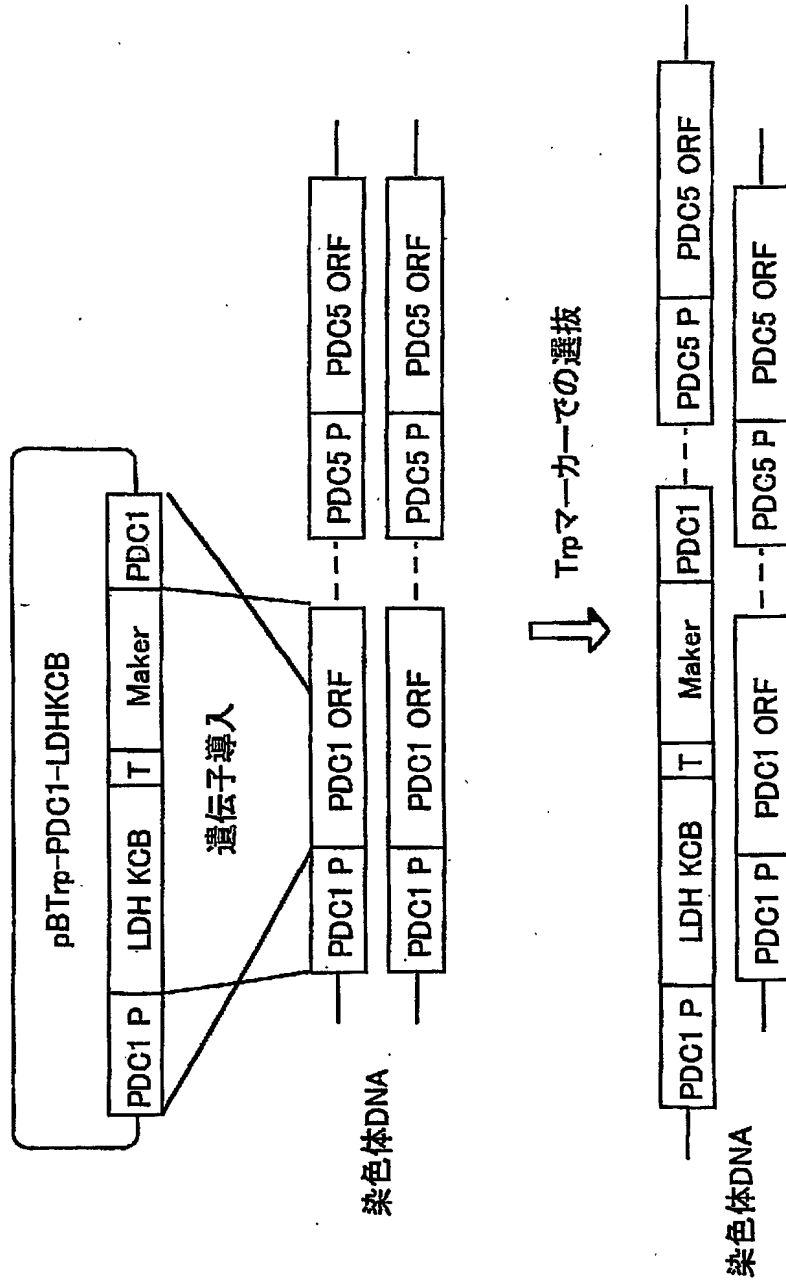 pBTrp-PDC1-LDHKCB
PDC1 P LDH KCB T Maker PDC1
遺伝子導入
PDC1 P PDC1 ORF PDC5 P PDC5 ORF
PDC1 P PDC1 ORF PDC5 P PDC5 ORF
染色体DNA
Trpマーカーでの選抜
PDC1 P LDH KCB T Maker PDC1 PDC5 P PDC5 ORF
PDC1 P PDC1 ORF PDC5 P PDC5 ORF
染色体DNA